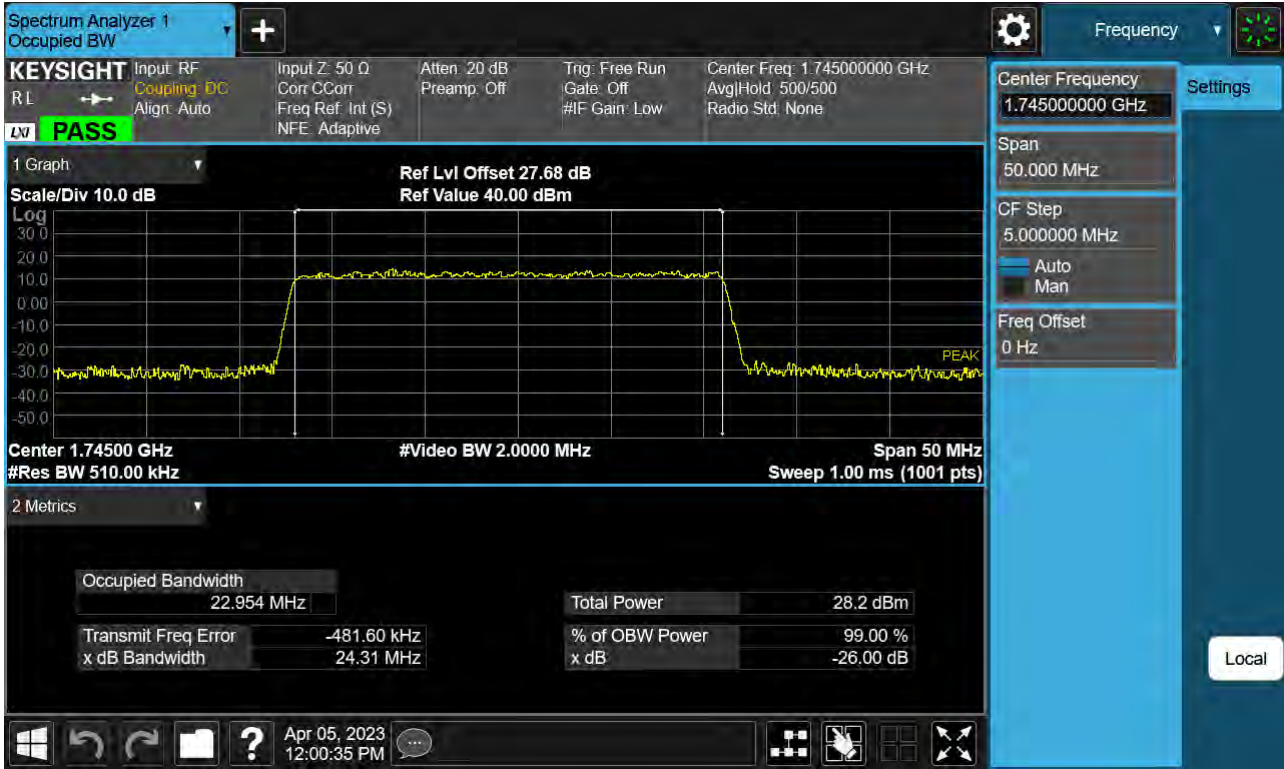 Spectrum Analyzer 1
Occupied BW
+
Frequency
KEYSIGHT
RL
LXI
PASS
Input: RF
Coupling: DC
Align: Auto
Input Z: 50 Ω
Corr CCorr
Freq Ref: Int (S)
NFE: Adaptive
Atten: 20 dB
Preamp: Off
Trig: Free Run
Gate: Off
#IF Gain: Low
Center Freq: 1.745000000 GHz
Avg|Hold: 500/500
Radio Std: None
1 Graph
Scale/Div 10.0 dB
Ref Lvl Offset 27.68 dB
Ref Value 40.00 dBm
Log
30.0
20.0
10.0
0.00
-10.0
-20.0
-30.0
-40.0
-50.0
PEAK
Center 1.74500 GHz
#Video BW 2.0000 MHz
Span 50 MHz
#Res BW 510.00 kHz
Sweep 1.00 ms (1001 pts)
2 Metrics
Occupied Bandwidth
22.954 MHz
Total Power 28.2 dBm
Transmit Freq Error -481.60 kHz
% of OBW Power 99.00 %
x dB Bandwidth 24.31 MHz
x dB -26.00 dB
Center Frequency
1.745000000 GHz
Settings
Span
50.000 MHz
CF Step
5.000000 MHz
Auto
Man
Freq Offset
0 Hz
Local
?
Apr 05, 2023
12:00:35 PM